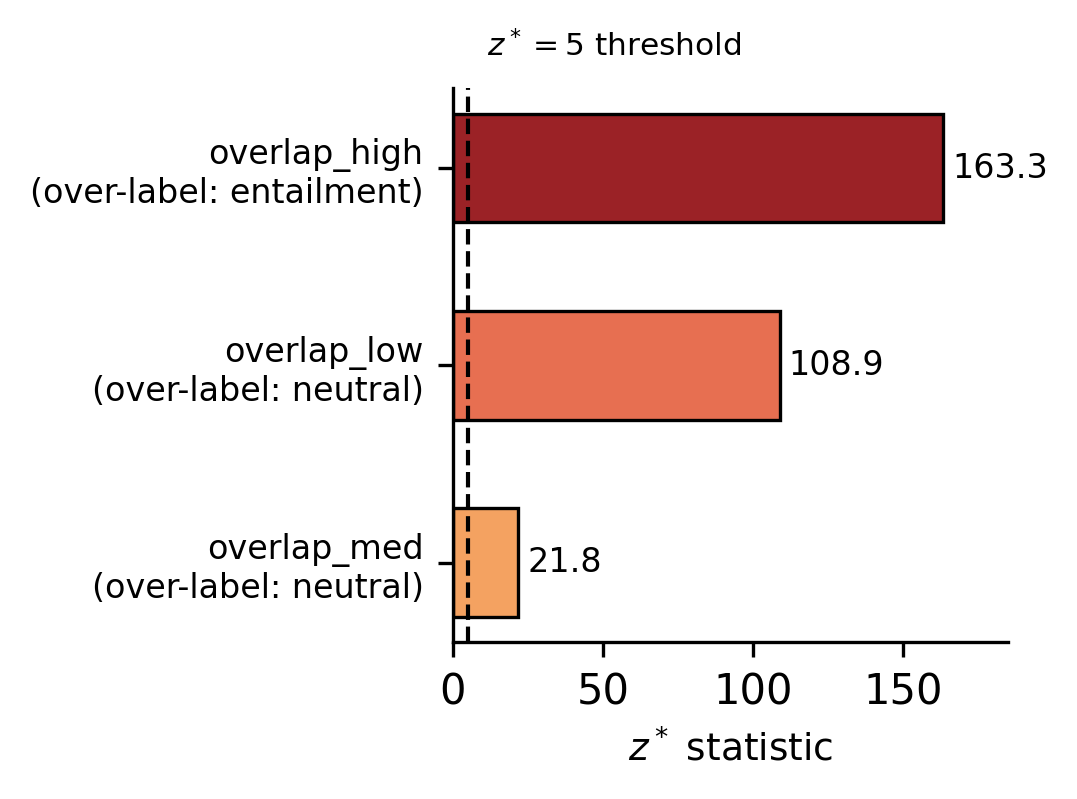 z* = 5 threshold
overlap_high
(over-label: entailment)
163.3
overlap_low
(over-label: neutral)
108.9
overlap_med
(over-label: neutral)
21.8
0 50 100 150
z* statistic